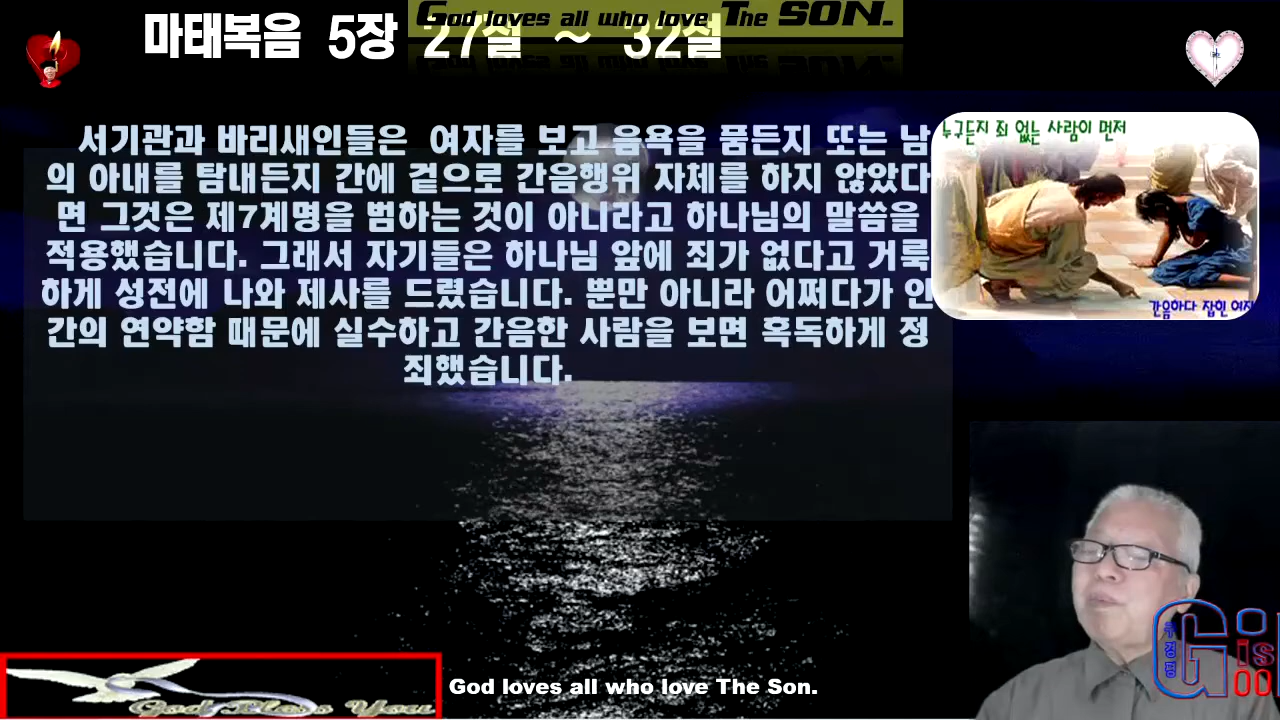 God loves all who love The SON.
마태복음 5장 27절 ~ 32절
서기관과 바리새인들은 여자를 보고 음욕을 품든지 또는 남
의 아내를 탐내든지 간에 겉으로 간음행위 자체를 하지 않았다
면 그것은 제7계명을 범하는 것이 아니라고 하나님의 말씀을
적용했습니다. 그래서 자기들은 하나님 앞에 죄가 없다고 거룩
하게 성전에 나와 제사를 드렸습니다. 뿐만 아니라 어쩌다가 인
간의 연약함 때문에 실수하고 간음한 사람을 보면 혹독하게 정
죄했습니다.
누구든지 죄 없는 사람이 먼저
간음하다 잡힌 여자
God Bless You
God loves all who love The Son.
G is